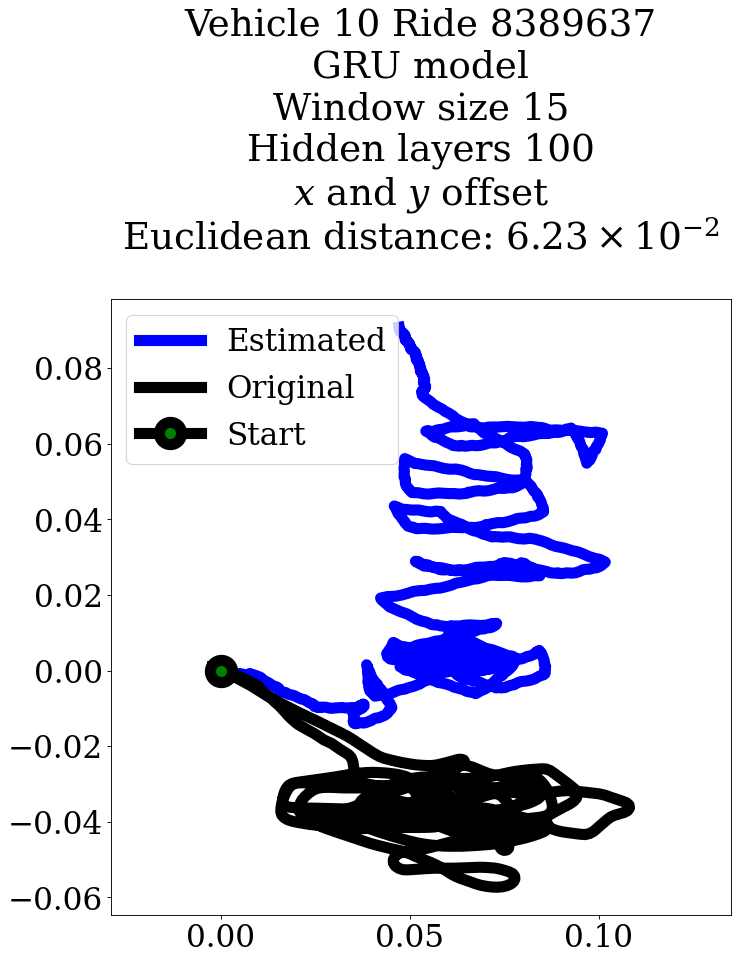 Vehicle 10 Ride 8389637
GRU model
Window size 15
Hidden layers 100
x and y offset
Euclidean distance: 6.23 × 10⁻²
Estimated
Original
Start
0.08
0.06
0.04
0.02
0.00
−0.02
−0.04
−0.06
0.00 0.05 0.10